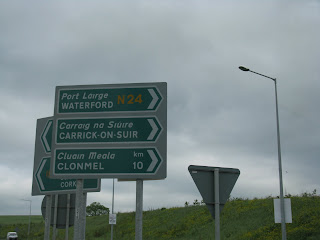 Port Láirge
WATERFORD N24
Carraig na Siúire
CARRICK-ON-SUIR
Cluain Meala km
CLONMEL 10
CORK